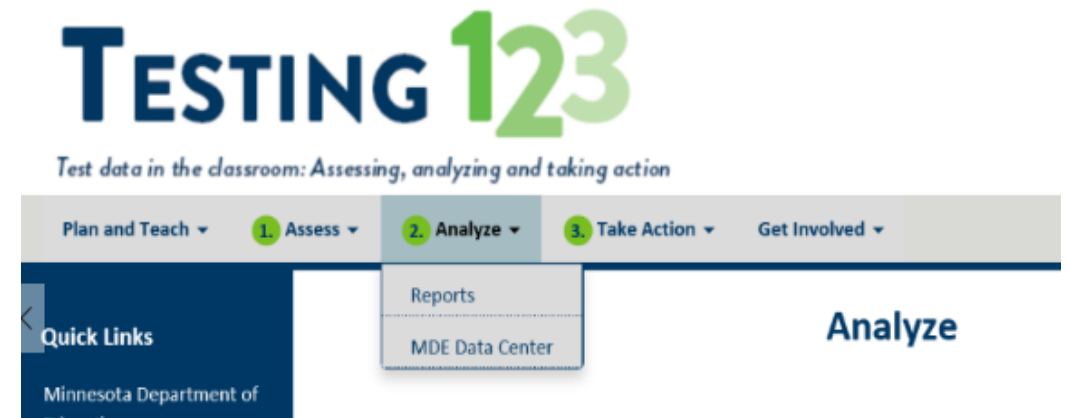 TESTING 123
Test data in the classroom: Assessing, analyzing and taking action
Plan and Teach 1. Assess 2. Analyze 3. Take Action Get Involved
Reports
MDE Data Center
Quick Links
Minnesota Department of
Analyze